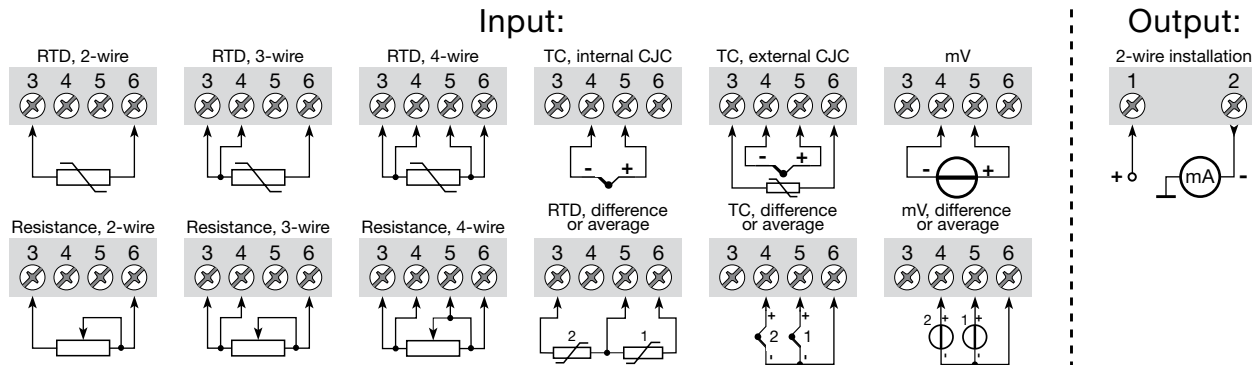 Input:
Output:
RTD, 2-wire
RTD, 3-wire
RTD, 4-wire
TC, internal CJC
TC, external CJC
mV
2-wire installation
3 4 5 6
3 4 5 6
3 4 5 6
3 4 5 6
3 4 5 6
3 4 5 6
1 2
- +
- +
- +
+ mA -
Resistance, 2-wire
Resistance, 3-wire
Resistance, 4-wire
RTD, difference
or average
TC, difference
or average
mV, difference
or average
3 4 5 6
3 4 5 6
3 4 5 6
3 4 5 6
3 4 5 6
3 4 5 6
2 1
+ +
2 1
- -
+ +
2 1
- -